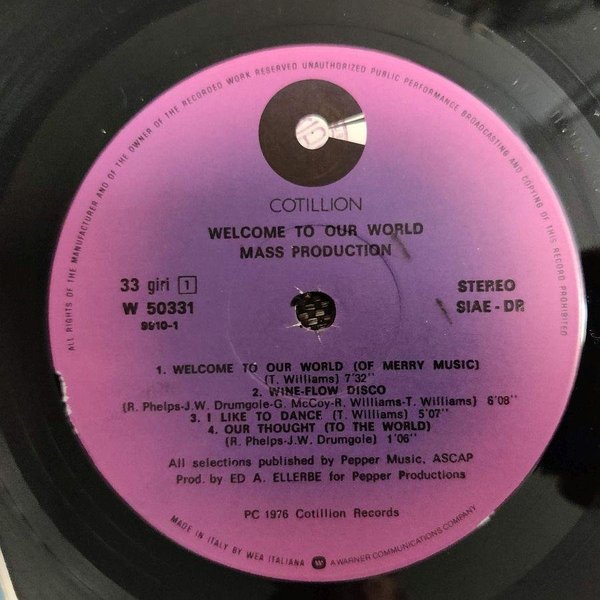 ALL RIGHTS OF THE MANUFACTURER AND OF THE OWNER OF THE RECORDED WORK RESERVED UNAUTHORIZED PUBLIC PERFORMANCE BROADCASTING AND COPYING OF THIS RECORD PROHIBITED
COTILLION
WELCOME TO OUR WORLD
MASS PRODUCTION
33 giri 1
STEREO
W 50331
SIAE - DR
9910-1
1. WELCOME TO OUR WORLD (OF MERRY MUSIC)
(T. Williams) 7'32"
2. WINE-FLOW DISCO
(R. Phelps-J.W. Drumgole-G. McCoy-R. Williams-T. Williams) 6'08"
3. I LIKE TO DANCE (T. Williams) 5'07"
4. OUR THOUGHT (TO THE WORLD)
(R. Phelps-J.W. Drumgole) 1'06"
All selections published by Pepper Music, ASCAP
Prod. by ED A. ELLERBE for Pepper Productions
PC 1976 Cotillion Records
MADE IN ITALY BY WEA ITALIANA
A WARNER COMMUNICATIONS COMPANY